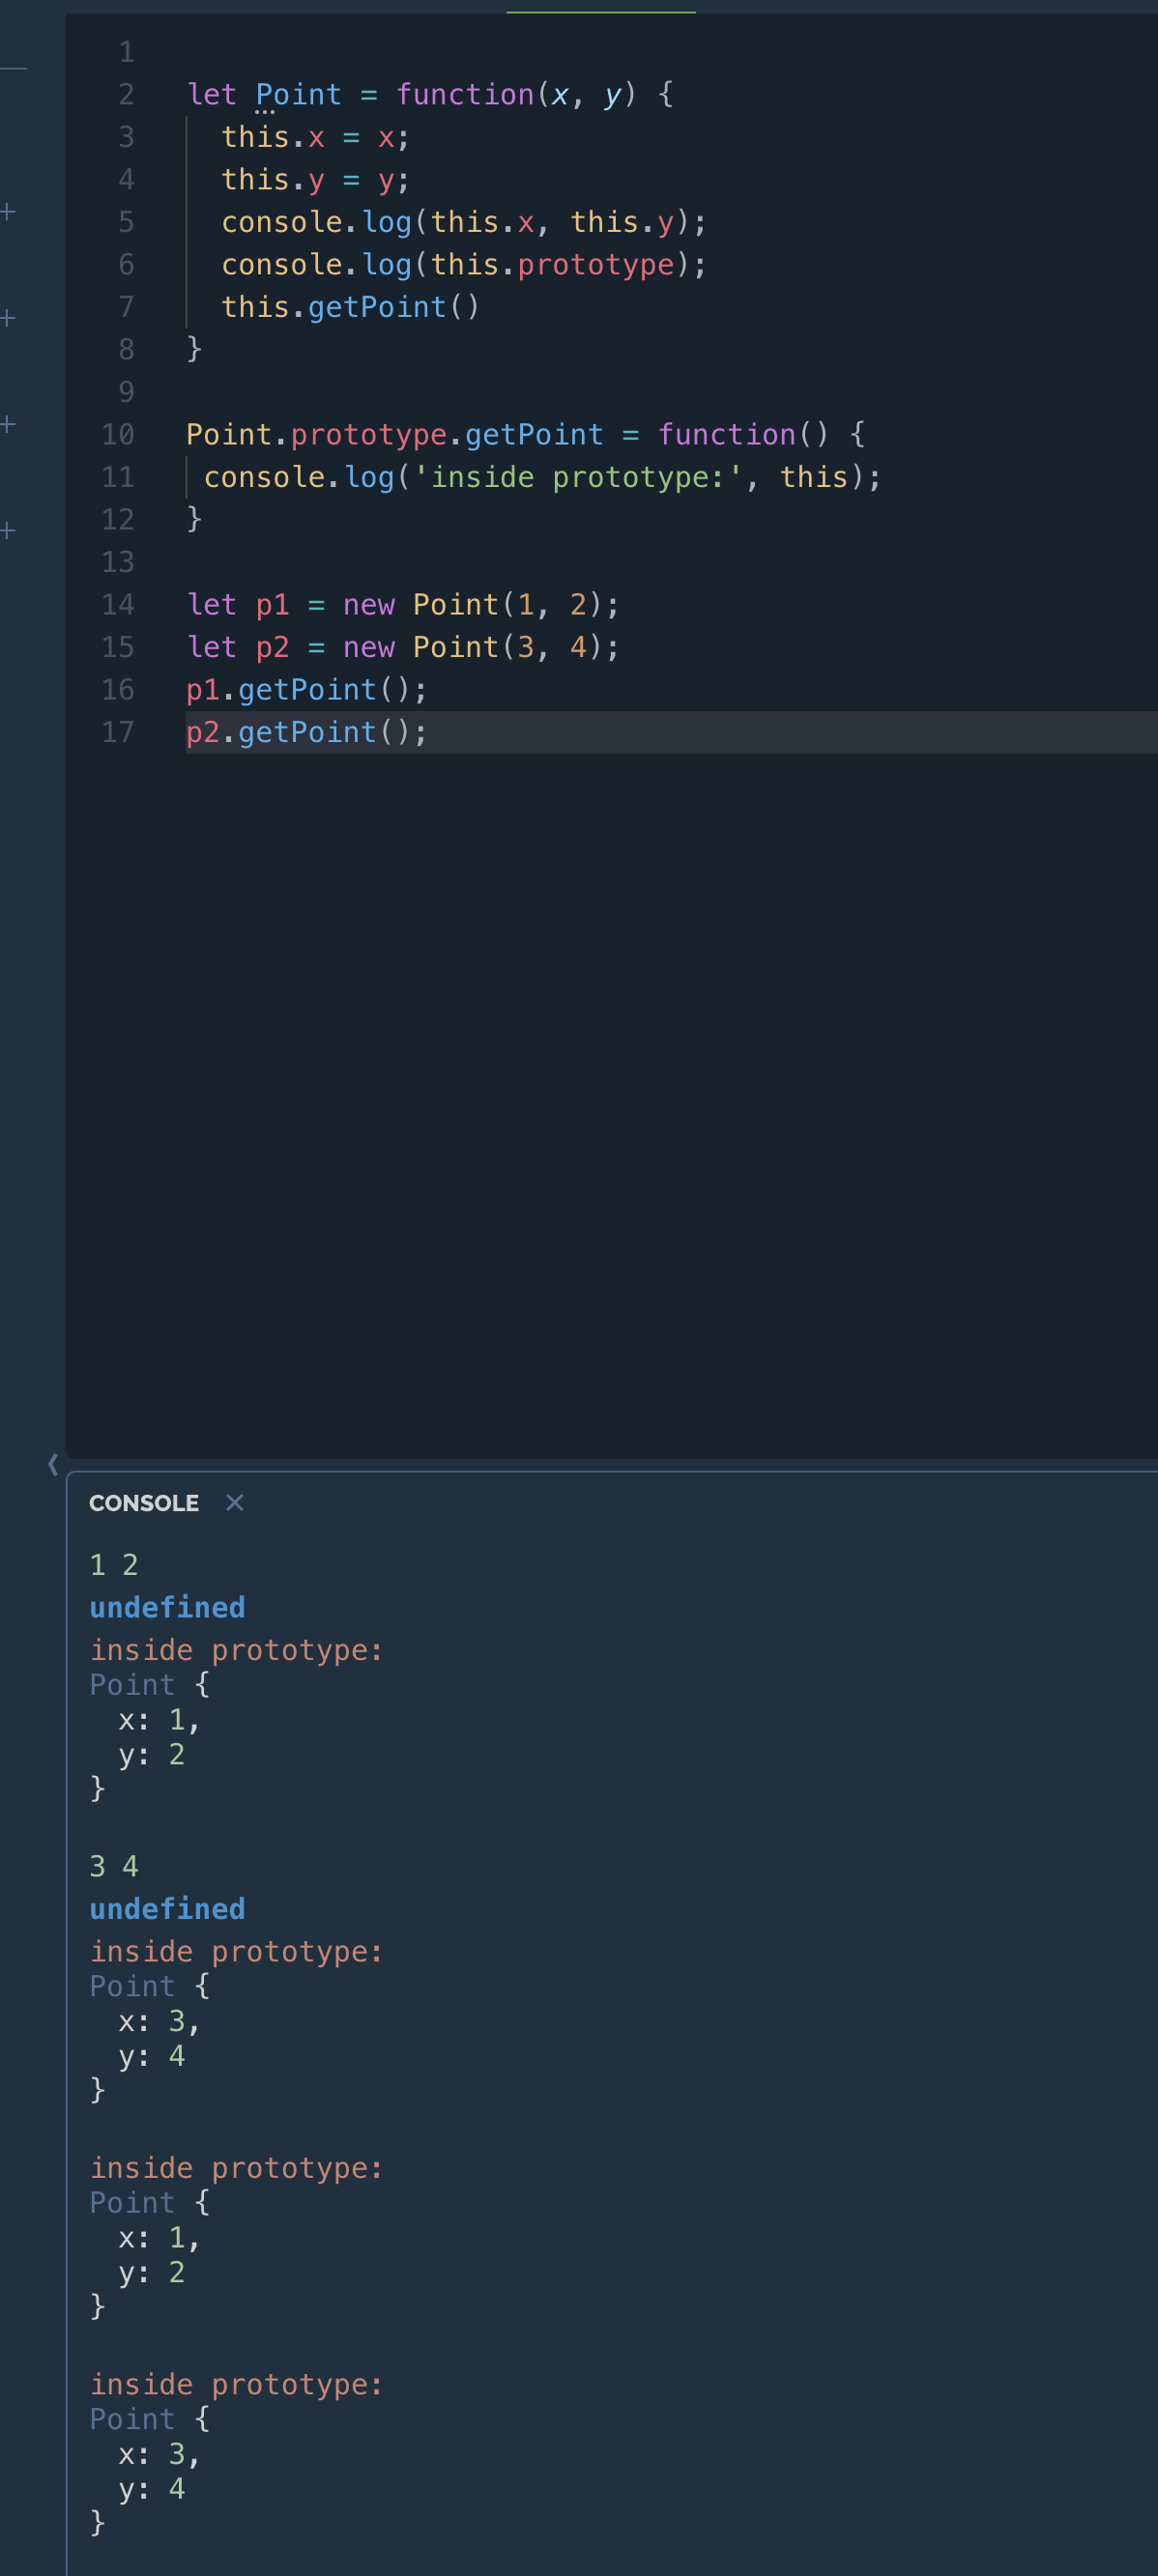 1
2 let Point = function(x, y) {
3 this.x = x;
4 this.y = y;
5 console.log(this.x, this.y);
6 console.log(this.prototype);
7 this.getPoint()
8 }
9
10 Point.prototype.getPoint = function() {
11 console.log('inside prototype:', this);
12 }
13
14 let p1 = new Point(1, 2);
15 let p2 = new Point(3, 4);
16 p1.getPoint();
17 p2.getPoint();
CONSOLE ×
1 2
undefined
inside prototype:
Point {
x: 1,
y: 2
}
3 4
undefined
inside prototype:
Point {
x: 3,
y: 4
}
inside prototype:
Point {
x: 1,
y: 2
}
inside prototype:
Point {
x: 3,
y: 4
}